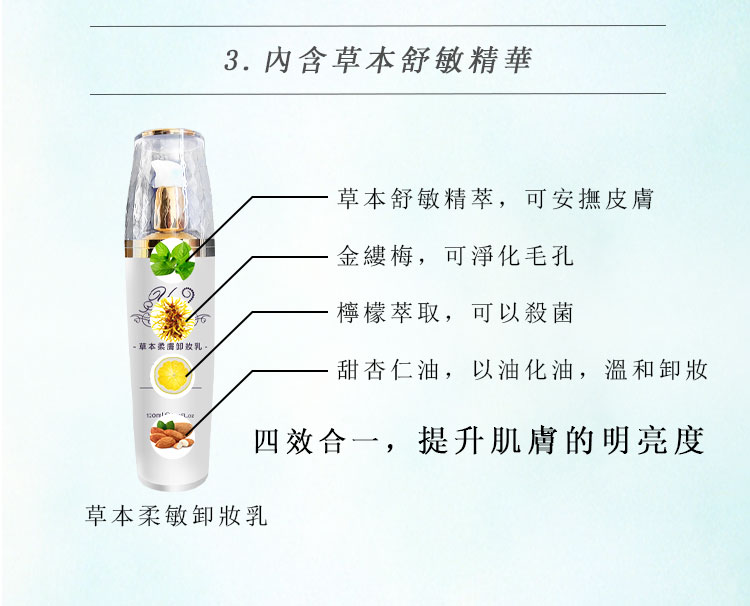 3. 內含草本舒敏精華
草本舒敏精萃，可安撫皮膚
金縷梅，可淨化毛孔
-草本柔膚卸妝乳-
檸檬萃取，可以殺菌
甜杏仁油，以油化油，溫和卸妝
四效合一，提升肌膚的明亮度
草本柔敏卸妝乳